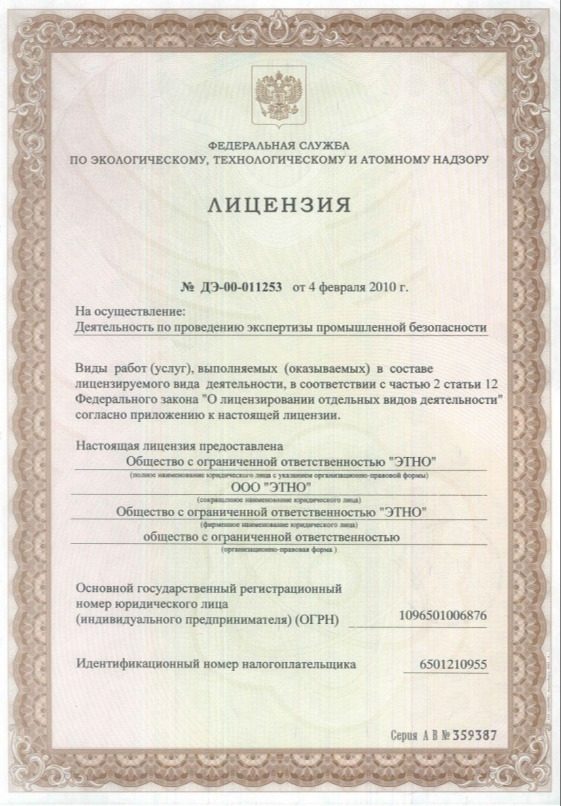 ФЕДЕРАЛЬНАЯ СЛУЖБА
ПО ЭКОЛОГИЧЕСКОМУ, ТЕХНОЛОГИЧЕСКОМУ И АТОМНОМУ НАДЗОРУ
ЛИЦЕНЗИЯ
№ ДЭ-00-011253 от 4 февраля 2010 г.
На осуществление:
Деятельность по проведению экспертизы промышленной безопасности
Виды работ (услуг), выполняемых (оказываемых) в составе
лицензируемого вида деятельности, в соответствии с частью 2 статьи 12
Федерального закона "О лицензировании отдельных видов деятельности"
согласно приложению к настоящей лицензии.
Настоящая лицензия предоставлена
Общество с ограниченной ответственностью "ЭТНО"
(полное наименование юридического лица с указанием организационно-правовой формы)
ООО "ЭТНО"
(сокращенное наименование юридического лица)
Общество с ограниченной ответственностью "ЭТНО"
(фирменное наименование юридического лица)
общество с ограниченной ответственностью
(организационно-правовая форма )
Основной государственный регистрационный
номер юридического лица
(индивидуального предпринимателя) (ОГРН) 1096501006876
Идентификационный номер налогоплательщика 6501210955
Серия А В № 359387